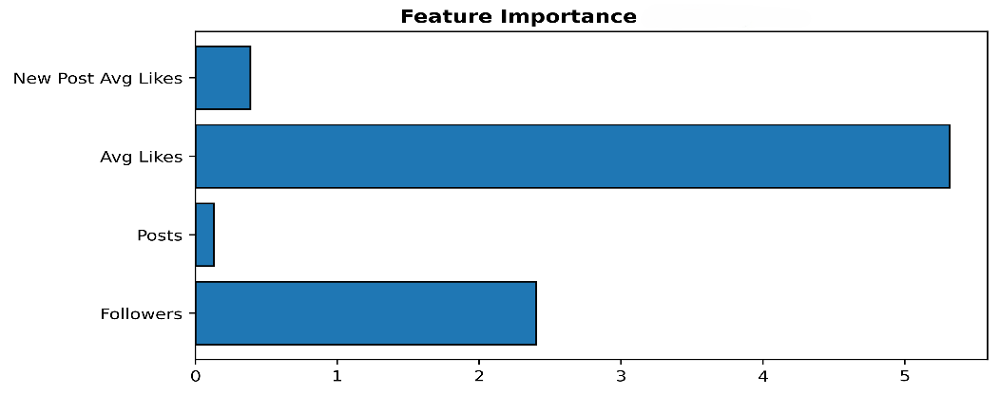 Feature Importance
New Post Avg Likes
Avg Likes
Posts
Followers
0 1 2 3 4 5